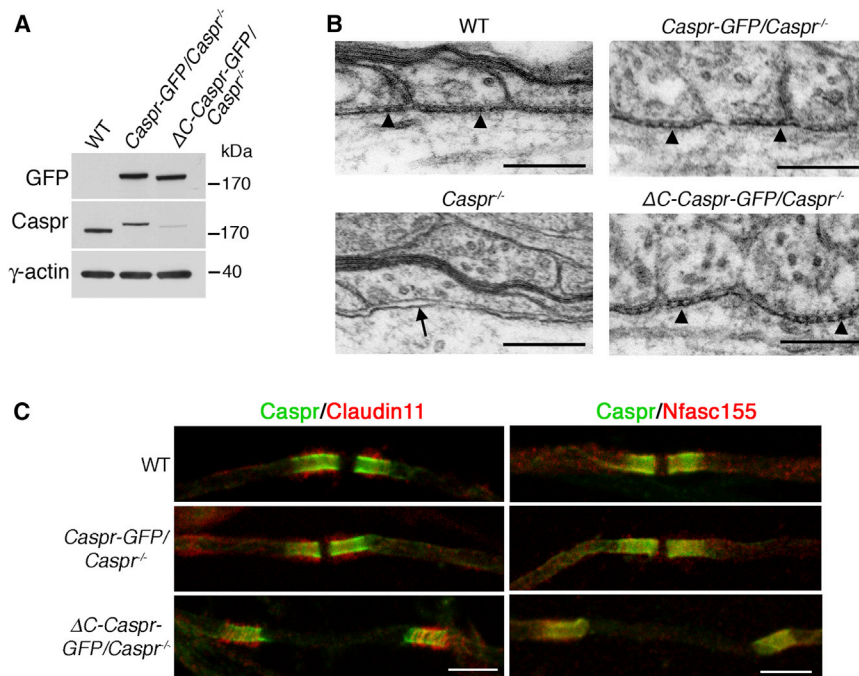 A
WT
Caspr-GFP/Caspr-/-
ΔC-Caspr-GFP/
Caspr-/-
kDa
GFP
170
Caspr
170
γ-actin
40
B
WT
Caspr-GFP/Caspr-/-
Caspr-/-
ΔC-Caspr-GFP/Caspr-/-
C
Caspr/Claudin11
Caspr/Nfasc155
WT
Caspr-GFP/
Caspr-/-
ΔC-Caspr-
GFP/Caspr-/-